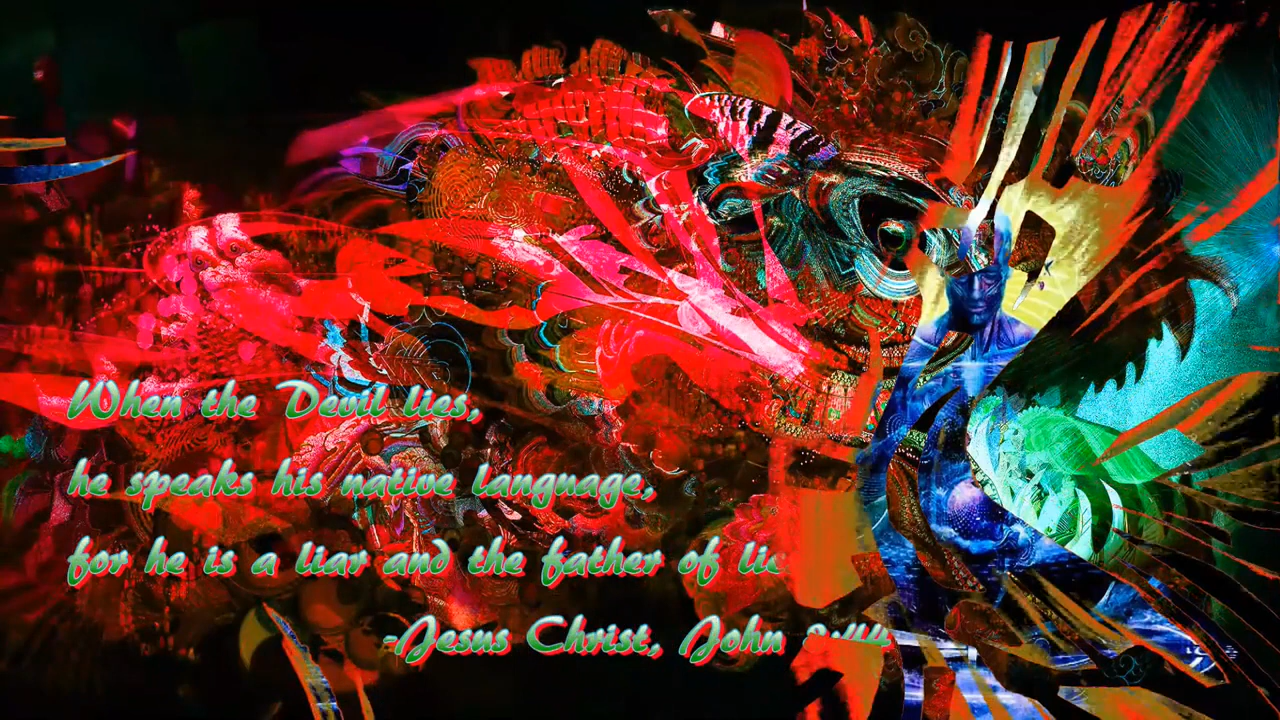 When the Devil lies,
he speaks his native language,
for he is a liar and the father of
-Jesus Christ, John